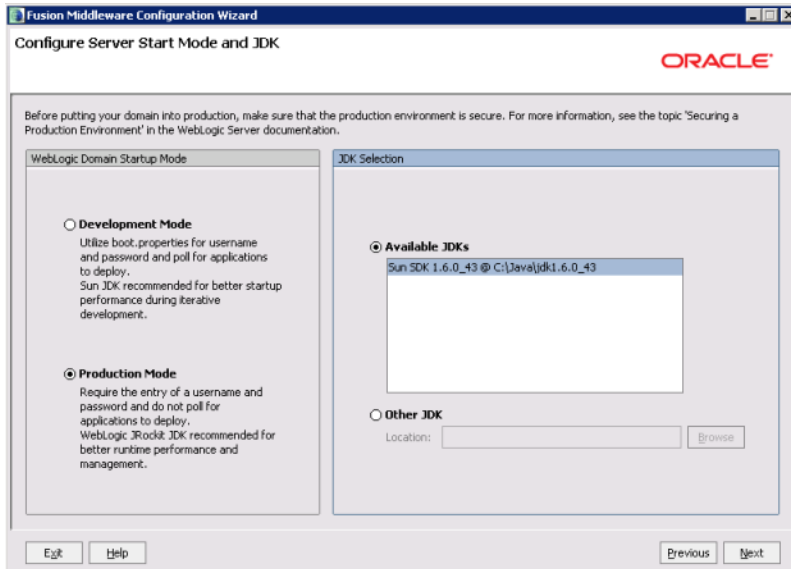 Fusion Middleware Configuration Wizard
Configure Server Start Mode and JDK
ORACLE
Before putting your domain into production, make sure that the production environment is secure. For more information, see the topic 'Securing a
Production Environment' in the WebLogic Server documentation.
WebLogic Domain Startup Mode
Development Mode
Utilize boot.properties for username
and password and poll for applications
to deploy.
Sun JDK recommended for better startup
performance during iterative
development.
Production Mode
Require the entry of a username and
password and do not poll for
applications to deploy.
WebLogic JRockit JDK recommended for
better runtime performance and
management.
JDK Selection
Available JDKs
Sun SDK 1.6.0_43 @ C:\Java\jdk1.6.0_43
Other JDK
Location:
Browse
Exit
Help
Previous
Next